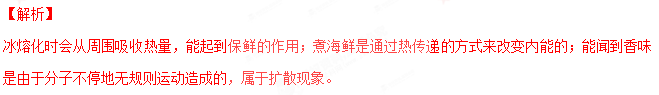 【解析】
冰熔化时会从周围吸收热量，能起到保鲜的作用；煮海鲜是通过热传递的方式来改变内能的；能闻到香味
是由于分子不停地无规则运动造成的，属于扩散现象。